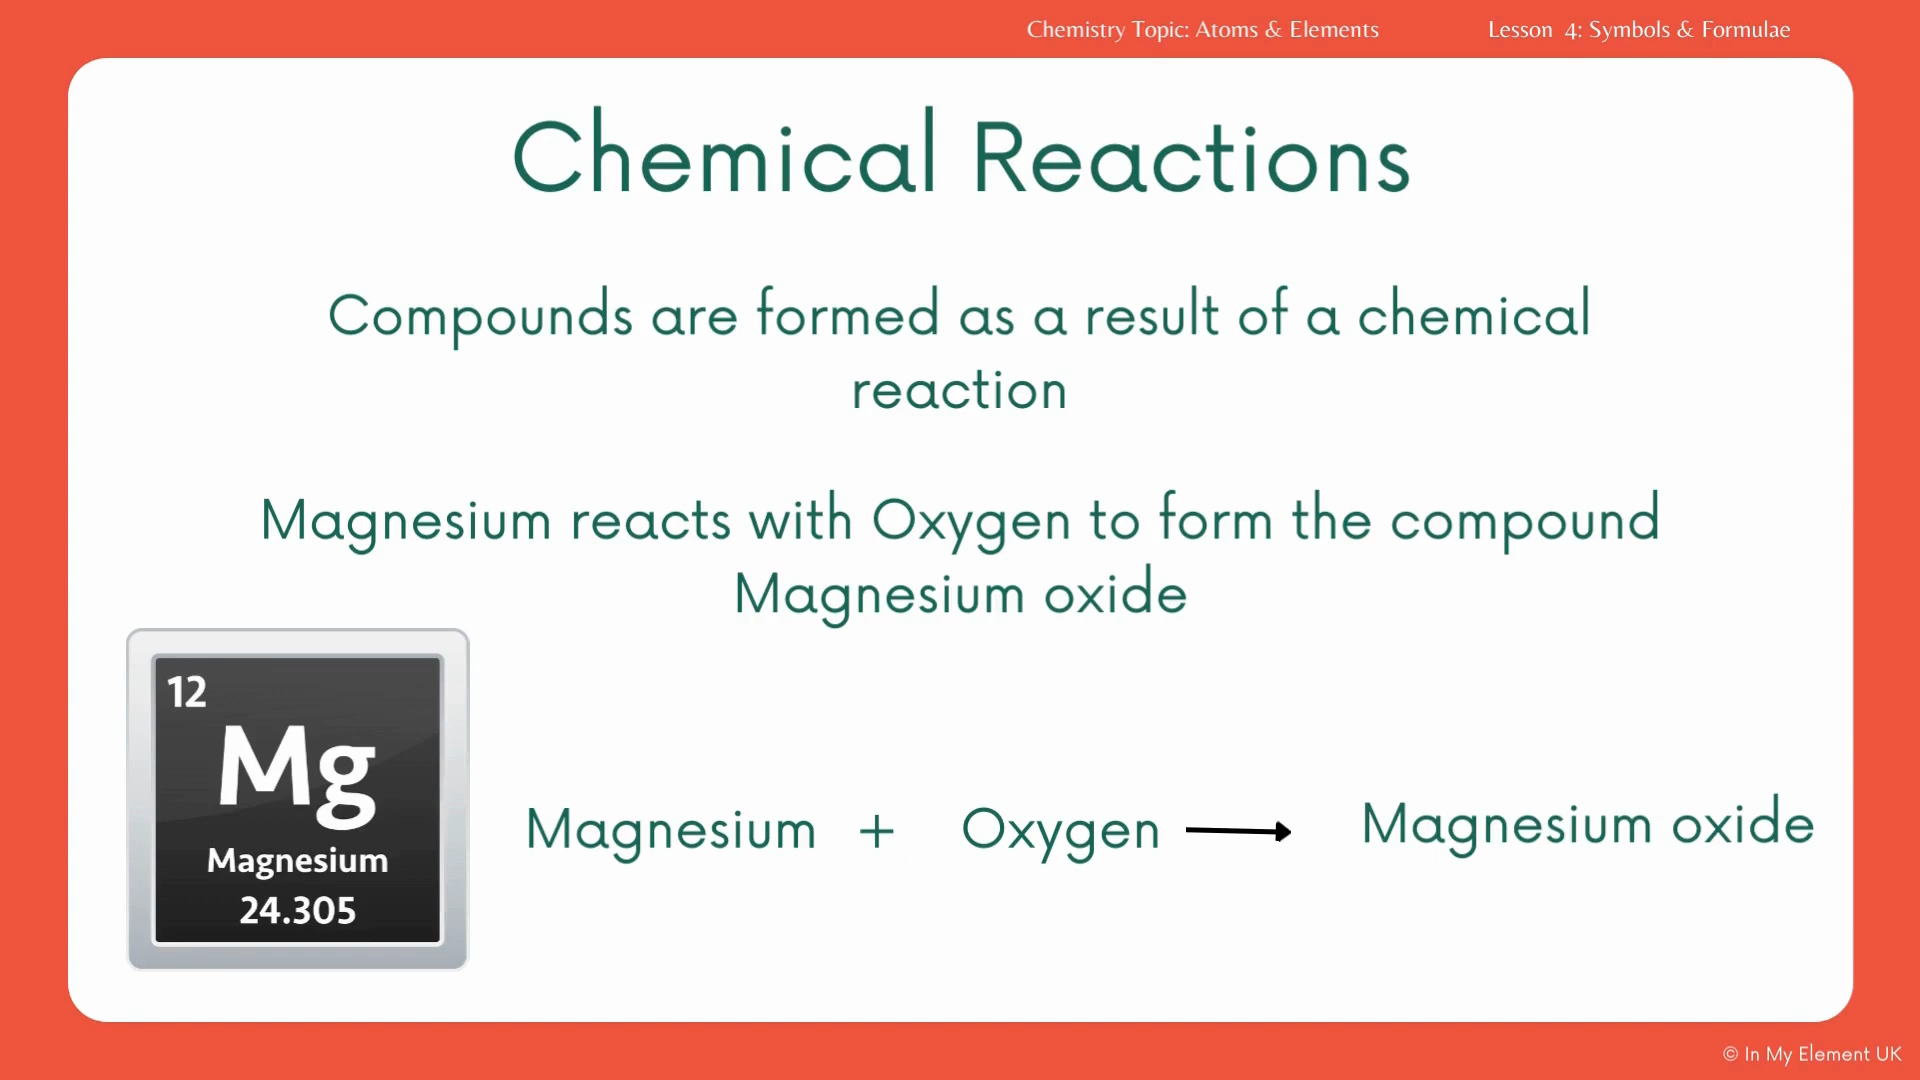 Chemistry Topic: Atoms & Elements
Lesson 4: Symbols & Formulae
Chemical Reactions
Compounds are formed as a result of a chemical
reaction
Magnesium reacts with Oxygen to form the compound
Magnesium oxide
12
Mg
Magnesium
24.305
Magnesium + Oxygen → Magnesium oxide
© In My Element UK